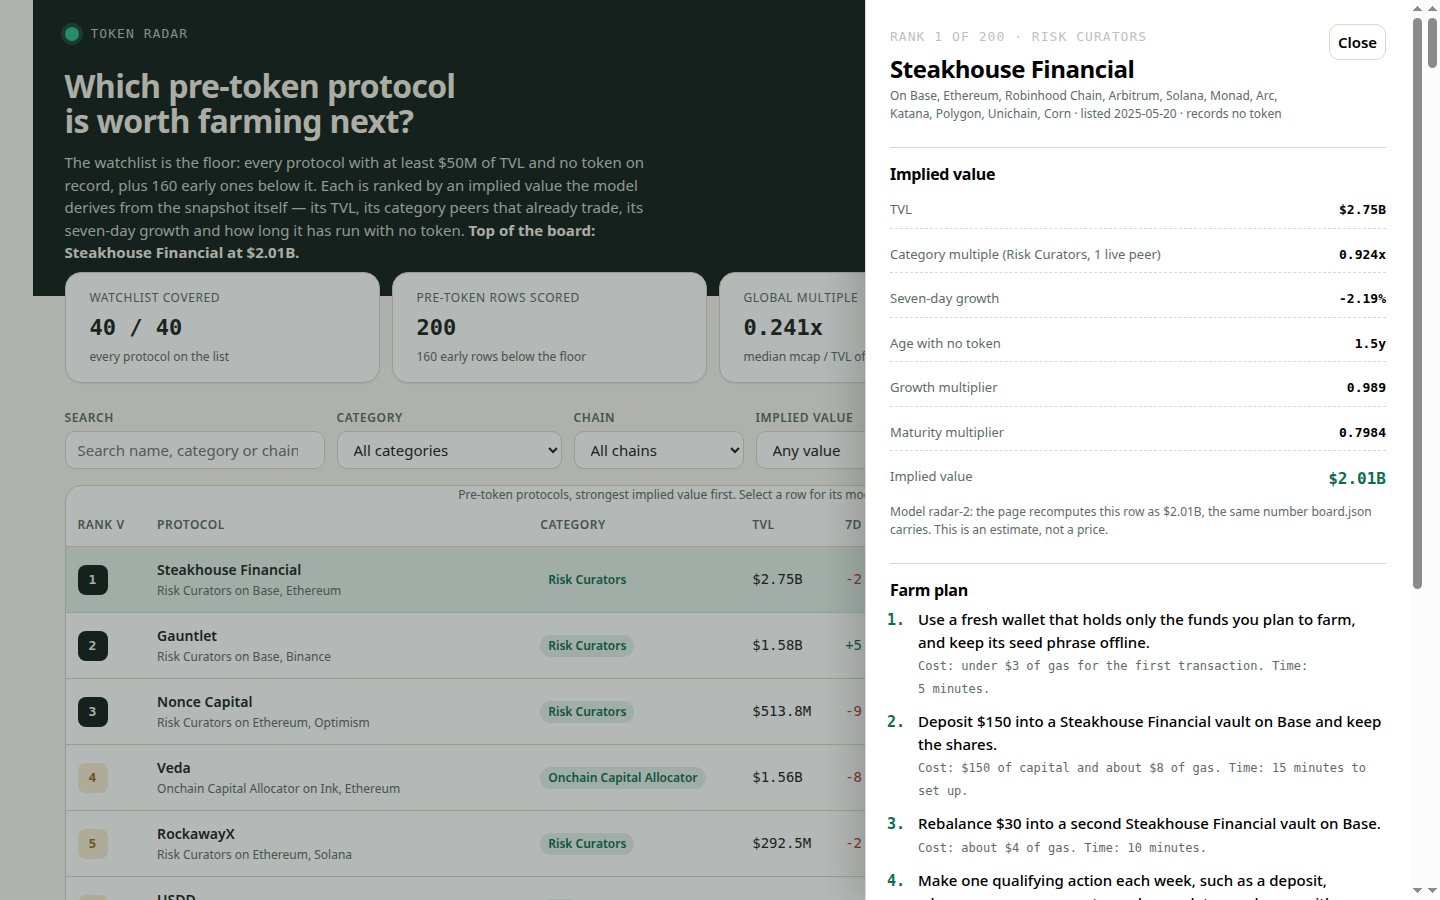 TOKEN RADAR
Which pre-token protocol
is worth farming next?
The watchlist is the floor: every protocol with at least $50M of TVL and no token on
record, plus 160 early ones below it. Each is ranked by an implied value the model
derives from the snapshot itself — its TVL, its category peers that already trade, its
seven-day growth and how long it has run with no token. Top of the board:
Steakhouse Financial at $2.01B.
WATCHLIST COVERED
40 / 40
every protocol on the list
PRE-TOKEN ROWS SCORED
200
160 early rows below the floor
GLOBAL MULTIPLE
0.241x
median mcap / TVL of
SEARCH
CATEGORY
CHAIN
IMPLIED VALUE
Search name, category or chain
All categories
All chains
Any value
Pre-token protocols, strongest implied value first. Select a row for its mo
RANK V
PROTOCOL
CATEGORY
TVL
7D
1
Steakhouse Financial
Risk Curators on Base, Ethereum
Risk Curators
$2.75B
-2
2
Gauntlet
Risk Curators on Base, Binance
Risk Curators
$1.58B
+5
3
Nonce Capital
Risk Curators on Ethereum, Optimism
Risk Curators
$513.8M
-9
4
Veda
Onchain Capital Allocator on Ink, Ethereum
Onchain Capital Allocator
$1.56B
-8
5
RockawayX
Risk Curators on Ethereum, Solana
Risk Curators
$292.5M
-2
RANK 1 OF 200 · RISK CURATORS
Close
Steakhouse Financial
On Base, Ethereum, Robinhood Chain, Arbitrum, Solana, Monad, Arc,
Katana, Polygon, Unichain, Corn · listed 2025-05-20 · records no token
Implied value
TVL
$2.75B
Category multiple (Risk Curators, 1 live peer)
0.924x
Seven-day growth
-2.19%
Age with no token
1.5y
Growth multiplier
0.989
Maturity multiplier
0.7984
Implied value
$2.01B
Model radar-2: the page recomputes this row as $2.01B, the same number board.json
carries. This is an estimate, not a price.
Farm plan
1. Use a fresh wallet that holds only the funds you plan to farm,
and keep its seed phrase offline.
Cost: under $3 of gas for the first transaction. Time:
5 minutes.
2. Deposit $150 into a Steakhouse Financial vault on Base and keep
the shares.
Cost: $150 of capital and about $8 of gas. Time: 15 minutes to
set up.
3. Rebalance $30 into a second Steakhouse Financial vault on Base.
Cost: about $4 of gas. Time: 10 minutes.
4. Make one qualifying action each week, such as a deposit,